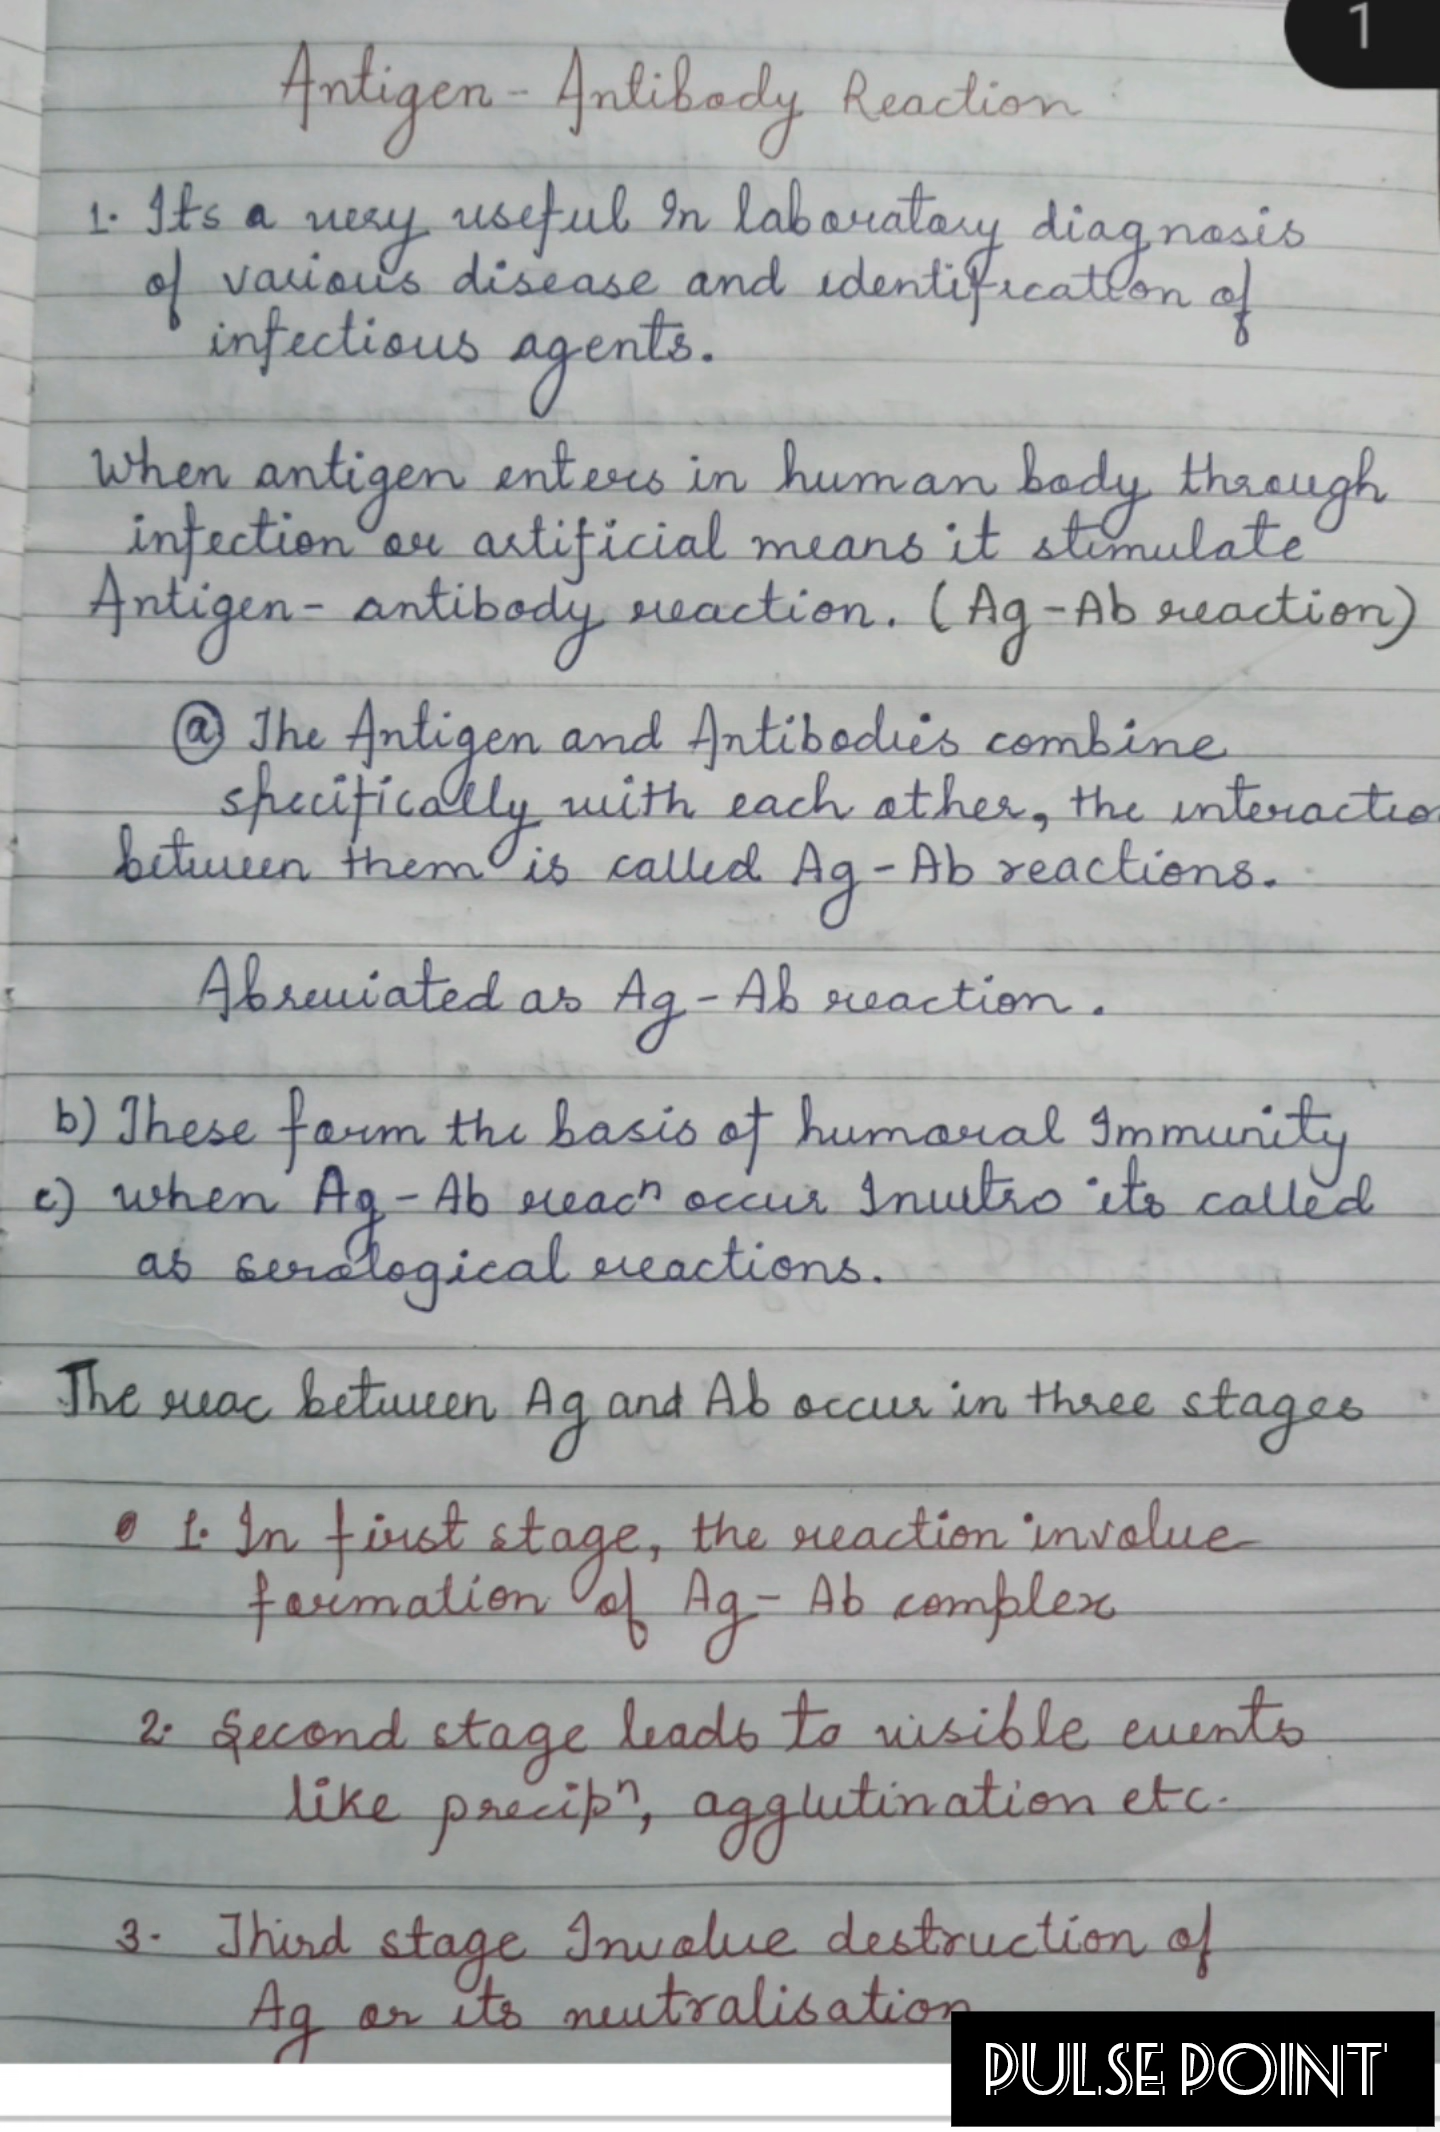 1
Antigen - Antibody Reaction
1. Its a very useful In laboratory diagnosis
of various disease and identification of
infectious agents.
When antigen enters in human body through
infection or artificial means it stimulate
Antigen - antibody reaction. (Ag-Ab reaction)
ⓐ The Antigen and Antibodies combine
specifically with each other, the interactio
between them is called Ag-Ab reactions.
Abreviated as Ag-Ab reaction.
b) These form the basis of humoral Immunity
c) when Ag-Ab reacⁿ occur Invitro its called
as serological reactions.
The reac between Ag and Ab occur in three stages
1. In first stage, the reaction involve
formation of Ag-Ab complex
2. Second stage leads to visible events
like precipⁿ, agglutination etc.
3. Third stage Involve destruction of
Ag or its neutralisation
PULSE POINT